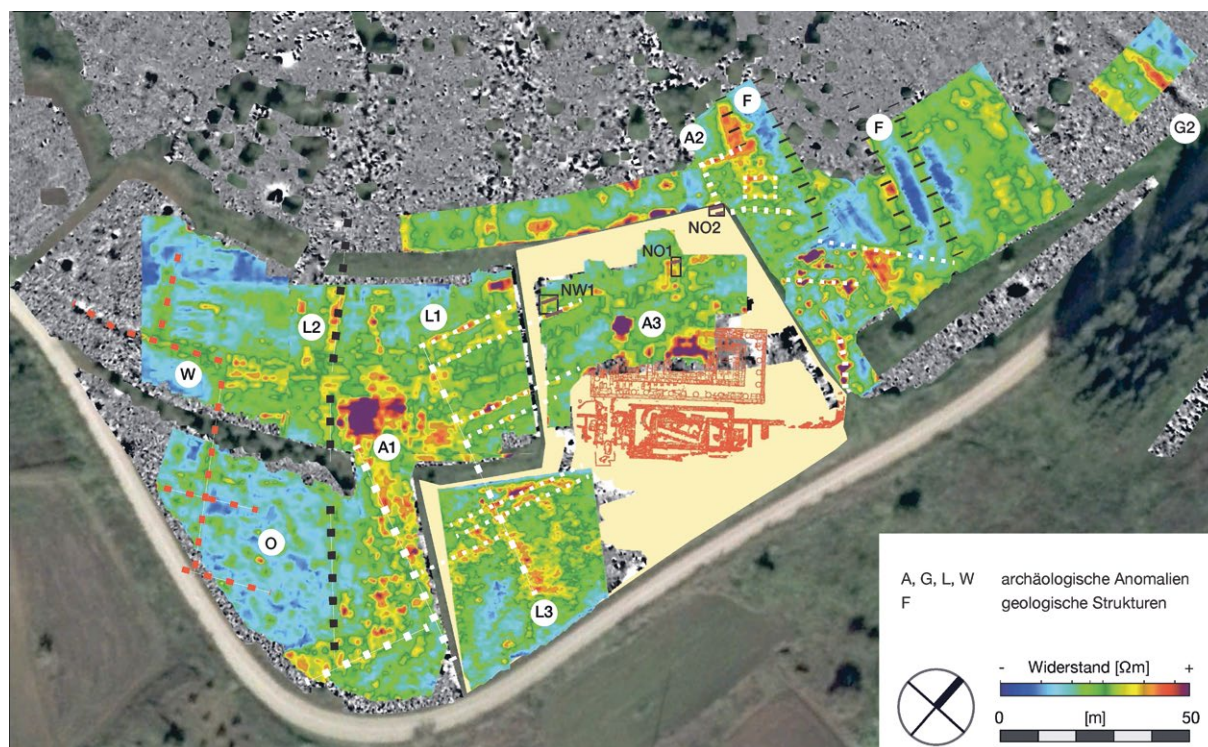 F
A2
F
G2
NO2
NO1
NW1
L2
L1
A3
W
A1
O
L3
A, G, L, W archäologische Anomalien
F geologische Strukturen
- Widerstand [Ωm] +
0 [m] 50